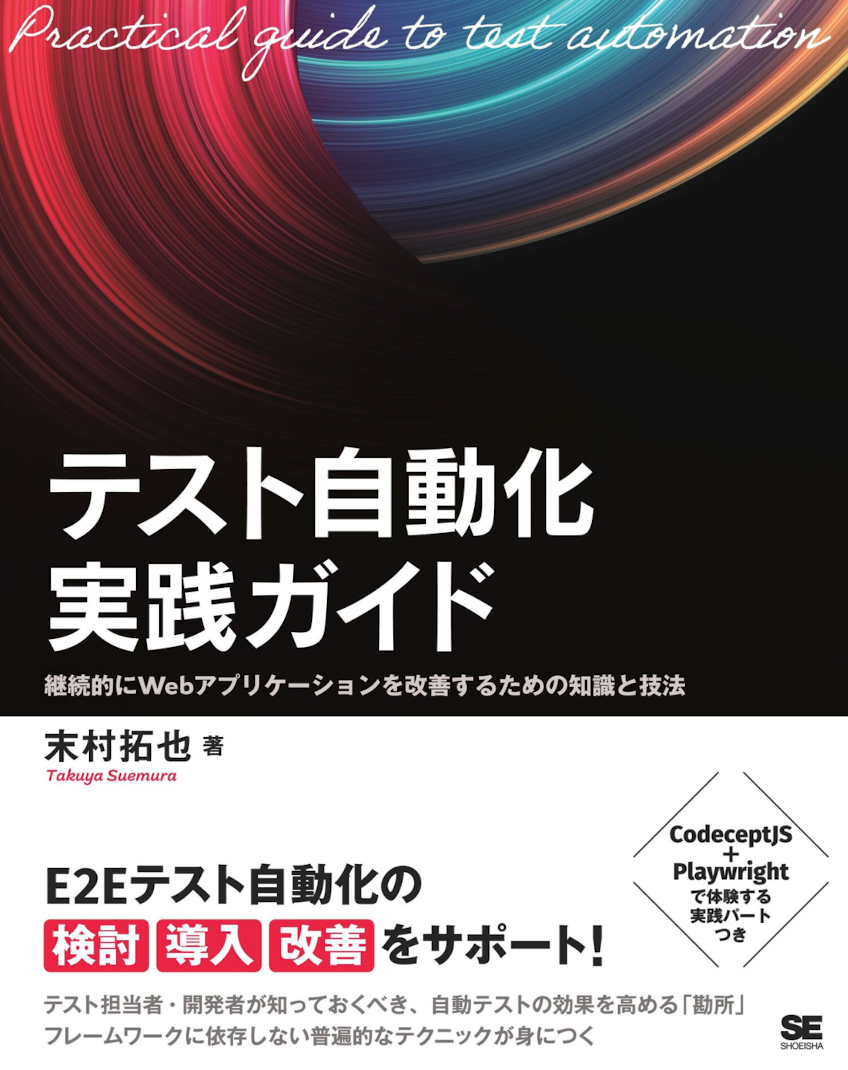 Practical guide to test automation
テスト自動化
実践ガイド
継続的にWebアプリケーションを改善するための知識と技法
末村拓也 著
Takuya Suemura
CodeceptJS
+
Playwright
で体験する
実践パート
つき
E2Eテスト自動化の
検討 導入 改善 をサポート!
テスト担当者・開発者が知っておくべき、自動テストの効果を高める「勘所」
フレームワークに依存しない普遍的なテクニックが身につく
SE
SHOEISHA